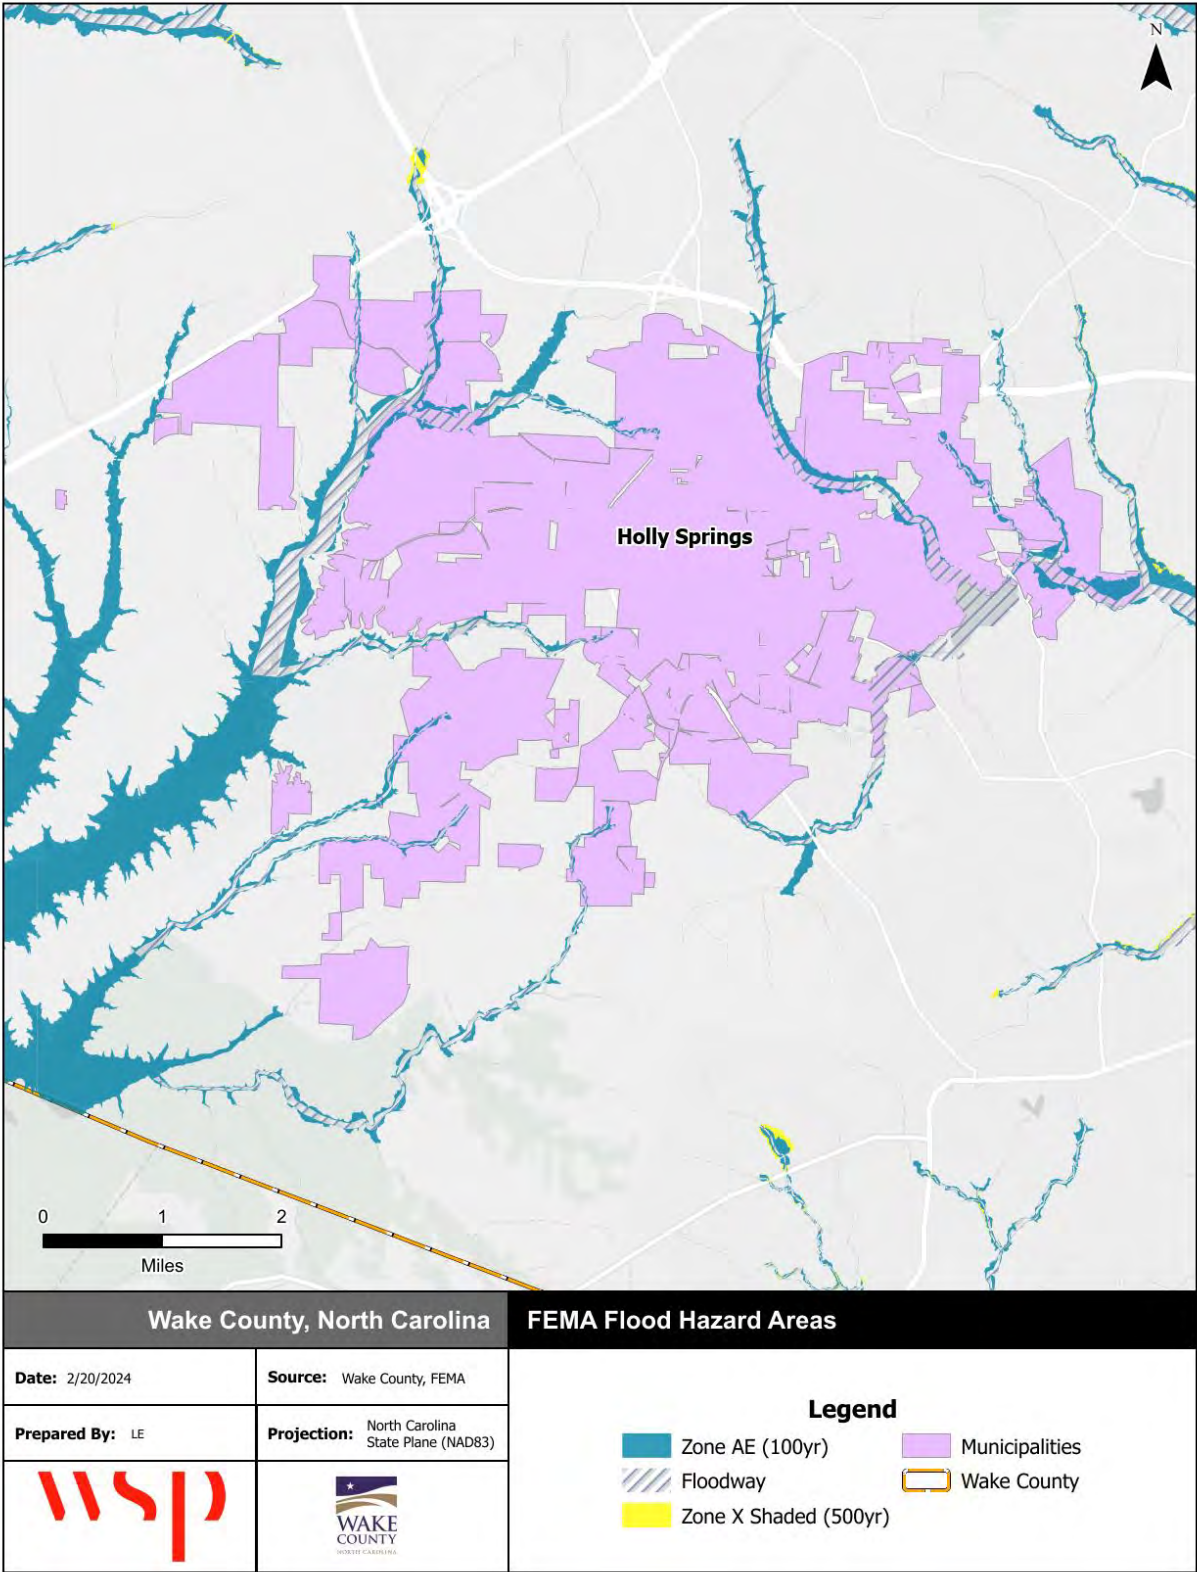 N
Holly Springs
0 1 2
Miles
Wake County, North Carolina
FEMA Flood Hazard Areas
Date: 2/20/2024
Source: Wake County, FEMA
Prepared By: LE
Projection: North Carolina
State Plane (NAD83)
wsp
WAKE
COUNTY
NORTH CAROLINA
Legend
Zone AE (100yr)
Floodway
Zone X Shaded (500yr)
Municipalities
Wake County